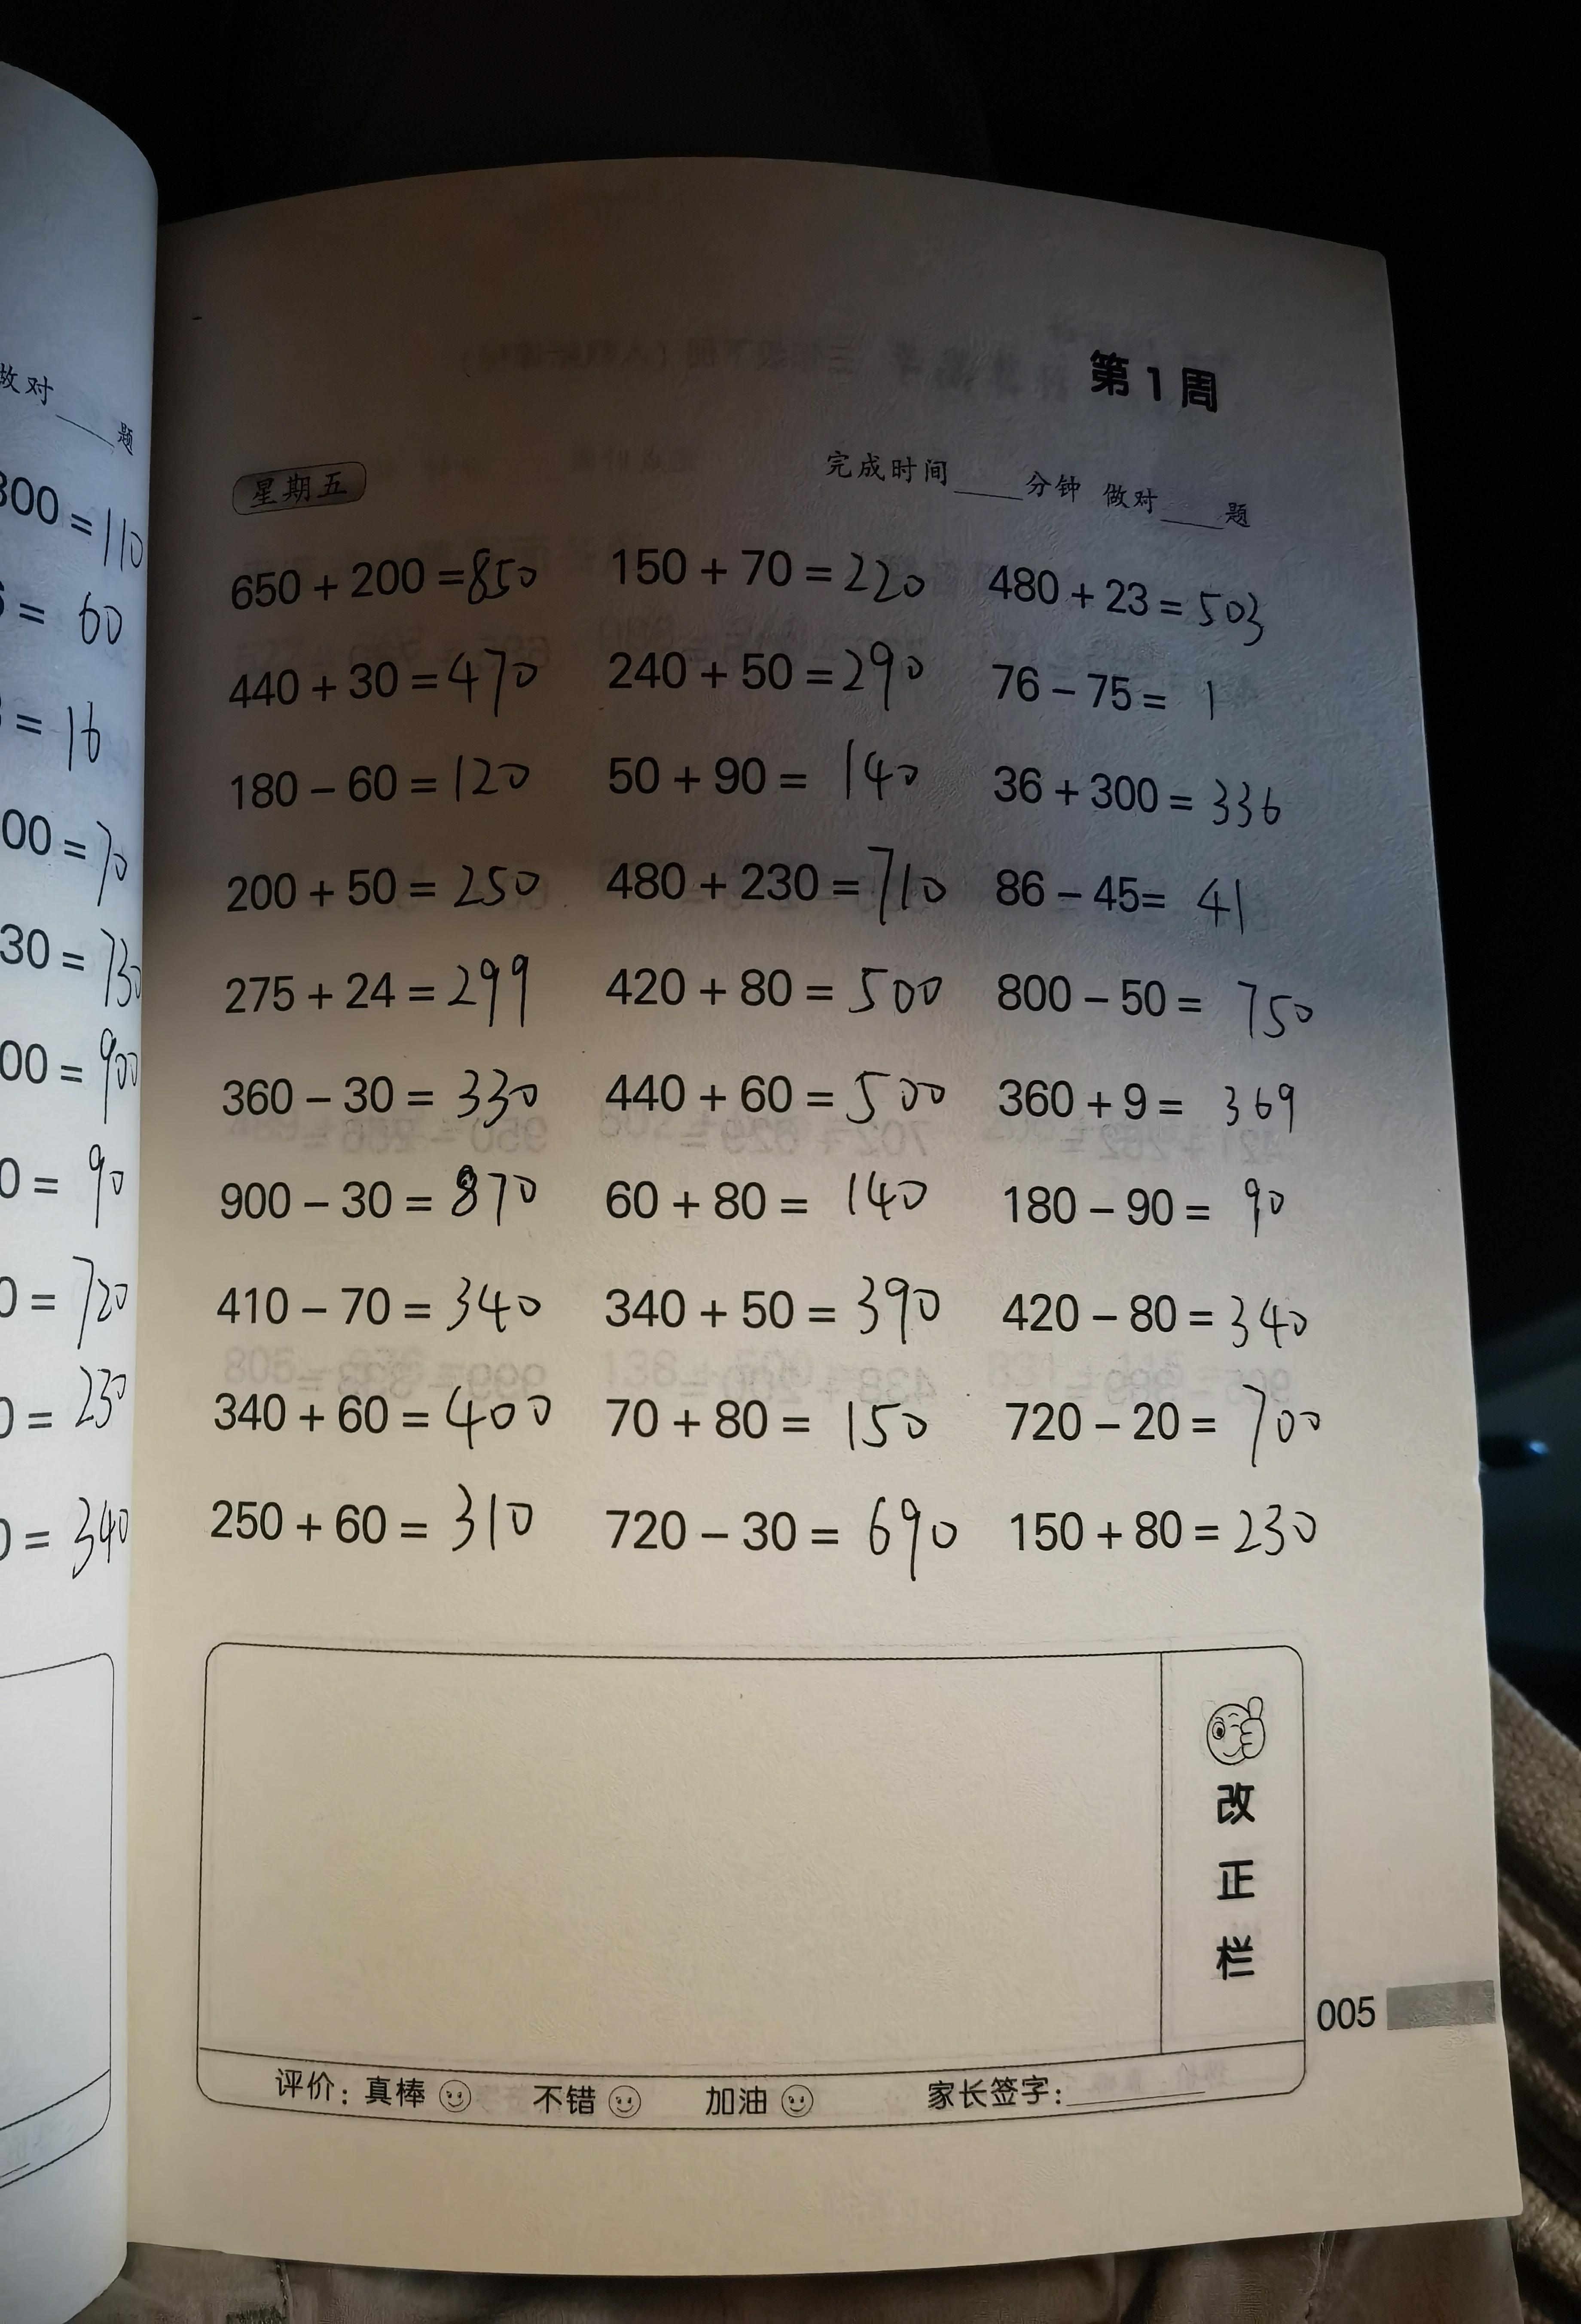 做对____题
300=110
= 60
= 16
00=70
30=730
00=900
0=90
0=720
0=230
0=340
第1周
星期五 完成时间____分钟 做对____题
650+200=850 150+70=220 480+23=503
440+30=470 240+50=290 76-75= 1
180-60=120 50+90= 140 36+300=336
200+50=250 480+230=710 86-45= 41
275+24=299 420+80=500 800-50= 750
360-30=330 440+60=500 360+9= 369
900-30=870 60+80= 140 180-90= 90
410-70=340 340+50=390 420-80=340
340+60=400 70+80= 150 720-20= 700
250+60=310 720-30=690 150+80=230
改正栏
评价:真棒 不错 加油 家长签字:________
005